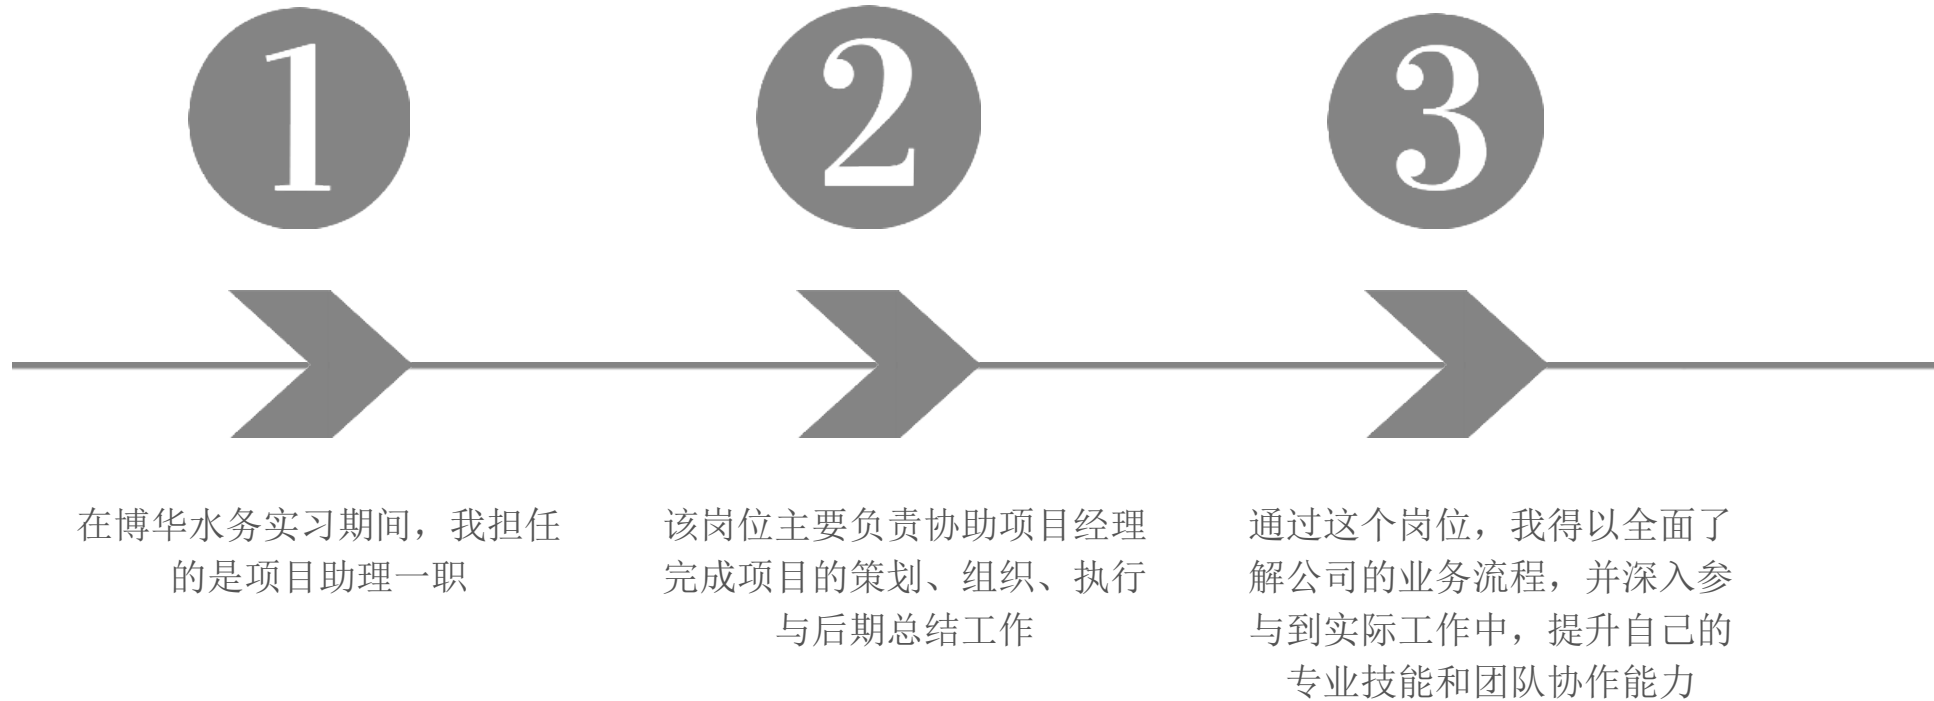 1
2
3
在博华水务实习期间，我担任
的是项目助理一职
该岗位主要负责协助项目经理
完成项目的策划、组织、执行
与后期总结工作
通过这个岗位，我得以全面了
解公司的业务流程，并深入参
与到实际工作中，提升自己的
专业技能和团队协作能力